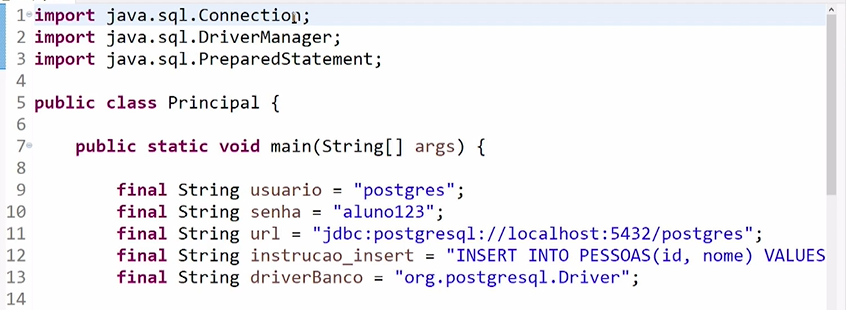 1 import java.sql.Connection;
2 import java.sql.DriverManager;
3 import java.sql.PreparedStatement;
4
5 public class Principal {
6
7 public static void main(String[] args) {
8
9 final String usuario = "postgres";
10 final String senha = "aluno123";
11 final String url = "jdbc:postgresql://localhost:5432/postgres";
12 final String instrucao_insert = "INSERT INTO PESSOAS(id, nome) VALUES
13 final String driverBanco = "org.postgresql.Driver";
14